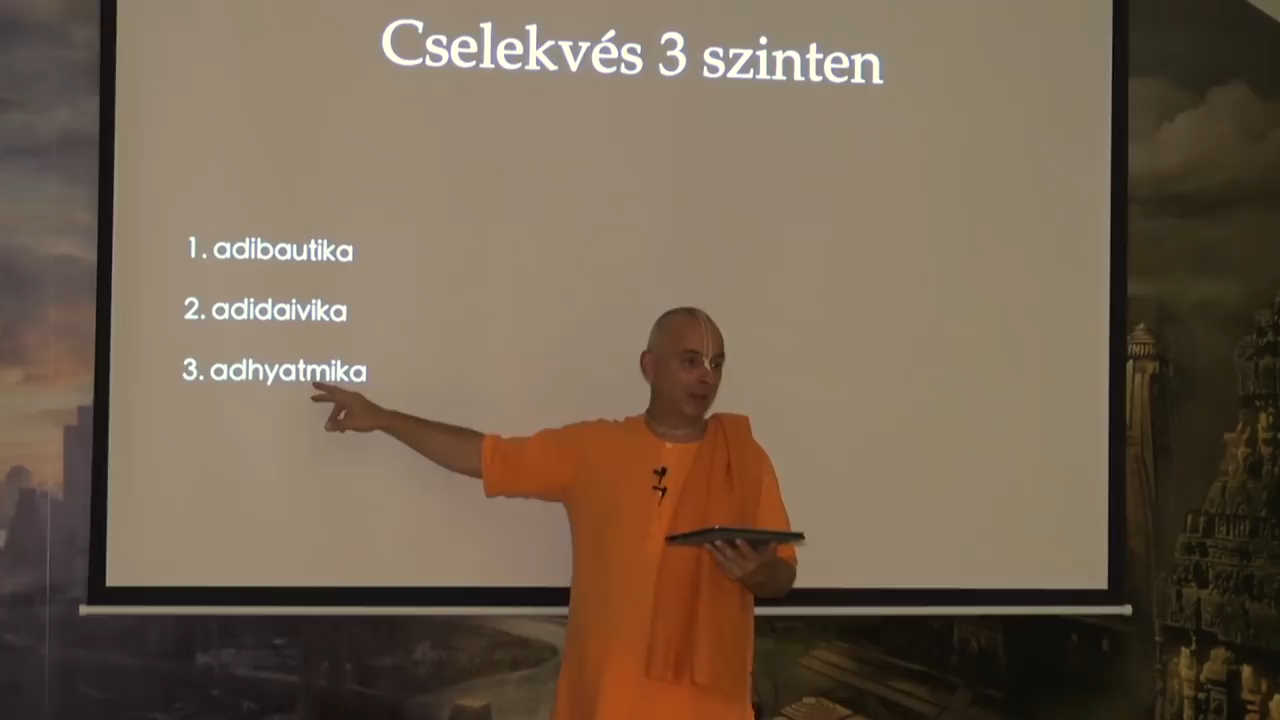 Cselekvés 3 szinten
1. adibautika
2. adidaivika
3. adhyatmika